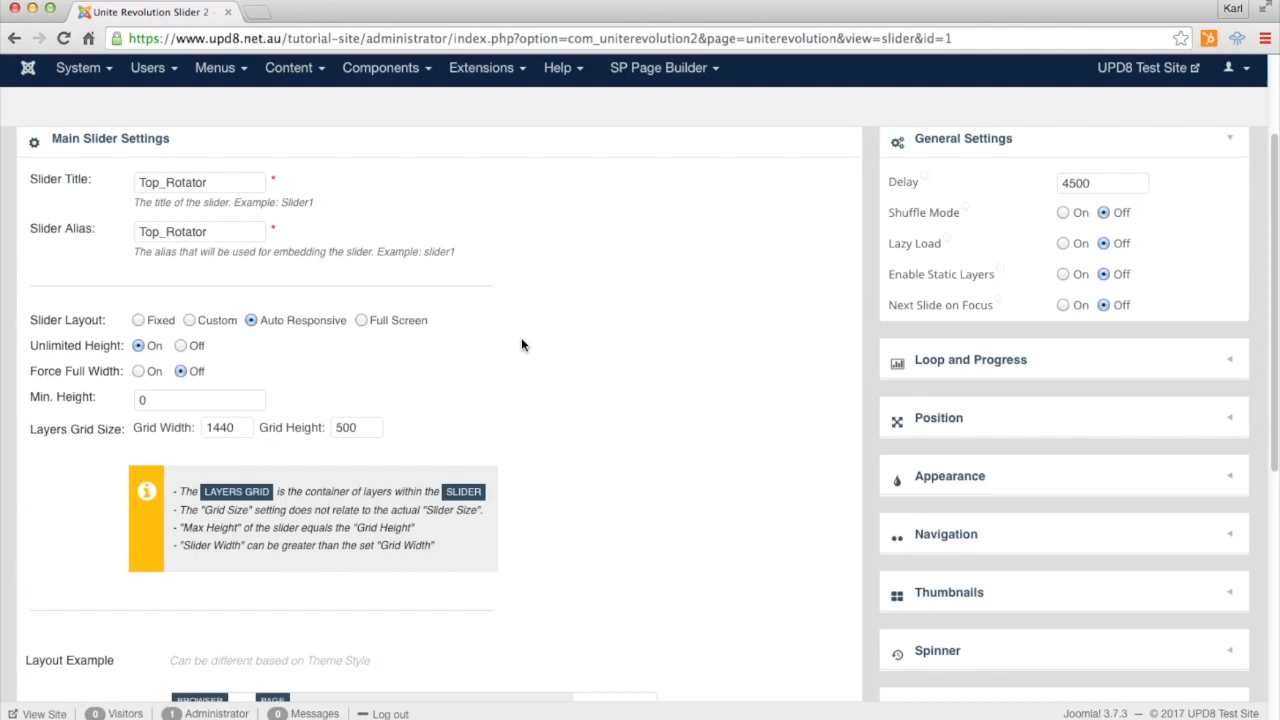 Unite Revolution Slider 2 -
Karl
https://www.upd8.net.au/tutorial-site/administrator/index.php?option=com_uniterevolution2&page=uniterevolution&view=slider&id=1
System Users Menus Content Components Extensions Help SP Page Builder UPD8 Test Site
Main Slider Settings
Slider Title: Top_Rotator *
The title of the slider. Example: Slider1
Slider Alias: Top_Rotator *
The alias that will be used for embedding the slider. Example: slider1
Slider Layout: Fixed Custom Auto Responsive Full Screen
Unlimited Height: On Off
Force Full Width: On Off
Min. Height: 0
Layers Grid Size: Grid Width: 1440 Grid Height: 500
- The LAYERS GRID is the container of layers within the SLIDER
- The "Grid Size" setting does not relate to the actual "Slider Size".
- "Max Height" of the slider equals the "Grid Height"
- "Slider Width" can be greater than the set "Grid Width"
Layout Example Can be different based on Theme Style
BROWSER PAGE
General Settings
Delay 4500
Shuffle Mode On Off
Lazy Load On Off
Enable Static Layers On Off
Next Slide on Focus On Off
Loop and Progress
Position
Appearance
Navigation
Thumbnails
Spinner
View Site 0 Visitors 1 Administrator 0 Messages Log out Joomla! 3.7.3 — © 2017 UPD8 Test Site